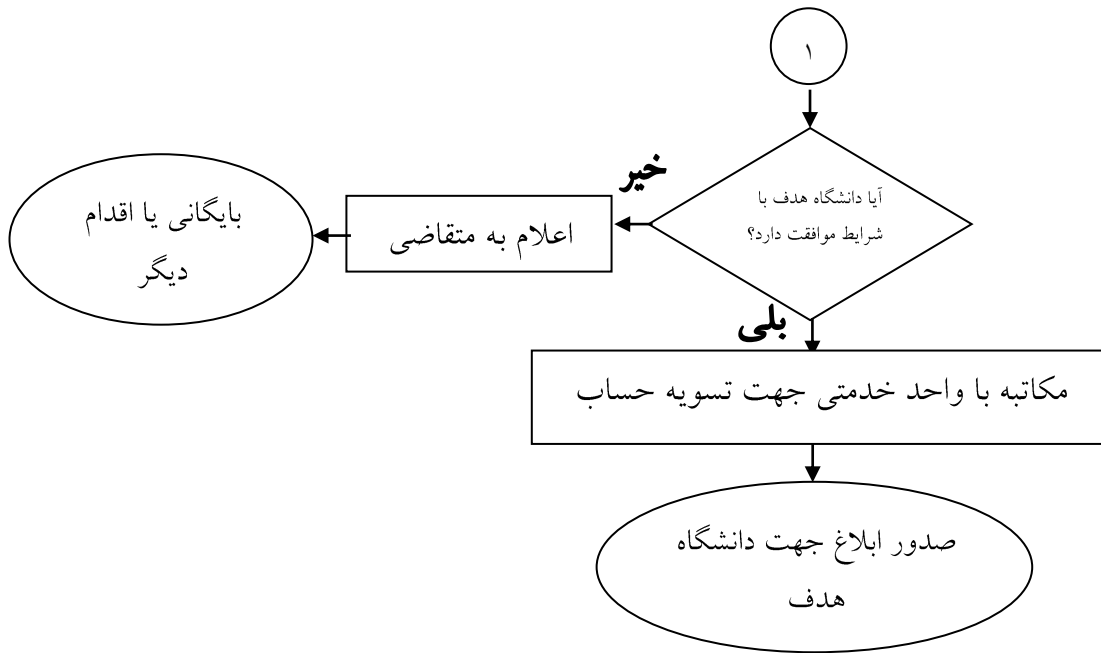 ۱
آیا دانشگاه هدف با
شرایط موافقت دارد؟
خیر
اعلام به متقاضی
بایگانی یا اقدام
دیگر
بلی
مکاتبه با واحد خدمتی جهت تسویه حساب
صدور ابلاغ جهت دانشگاه
هدف